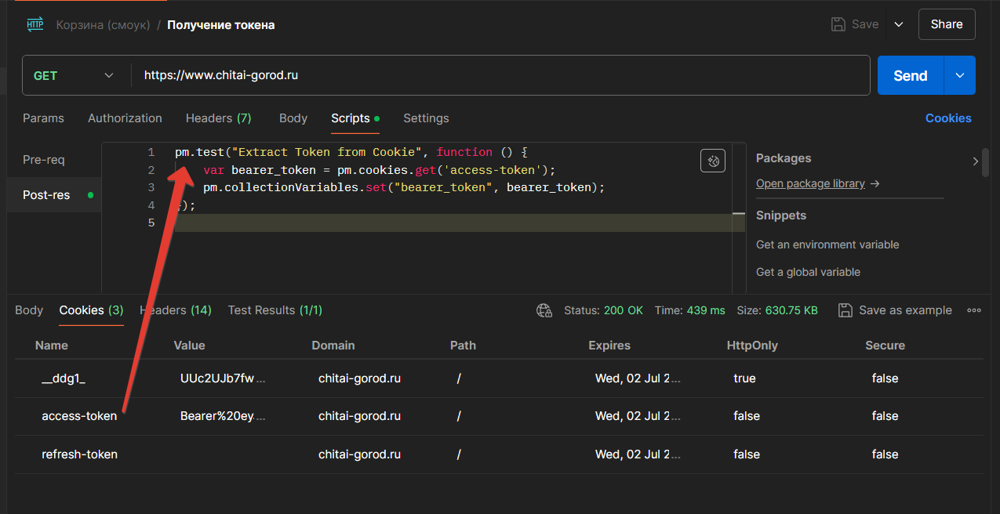 HTTP Корзина (смоук) / Получение токена Save Share
GET https://www.chitai-gorod.ru Send
Params Authorization Headers (7) Body Scripts Settings Cookies
Pre-req
Post-res
1 pm.test("Extract Token from Cookie", function () {
2 var bearer_token = pm.cookies.get('access-token');
3 pm.collectionVariables.set("bearer_token", bearer_token);
4 });
5
Packages
Open package library →
Snippets
Get an environment variable
Get a global variable
Body Cookies (3) Headers (14) Test Results (1/1) Status: 200 OK Time: 439 ms Size: 630.75 KB Save as example
Name Value Domain Path Expires HttpOnly Secure
__ddg1_ UUc2UJb7fw... chitai-gorod.ru / Wed, 02 Jul 2... true false
access-token Bearer%20ey... chitai-gorod.ru / Wed, 02 Jul 2... false false
refresh-token chitai-gorod.ru / Wed, 02 Jul 2... false false